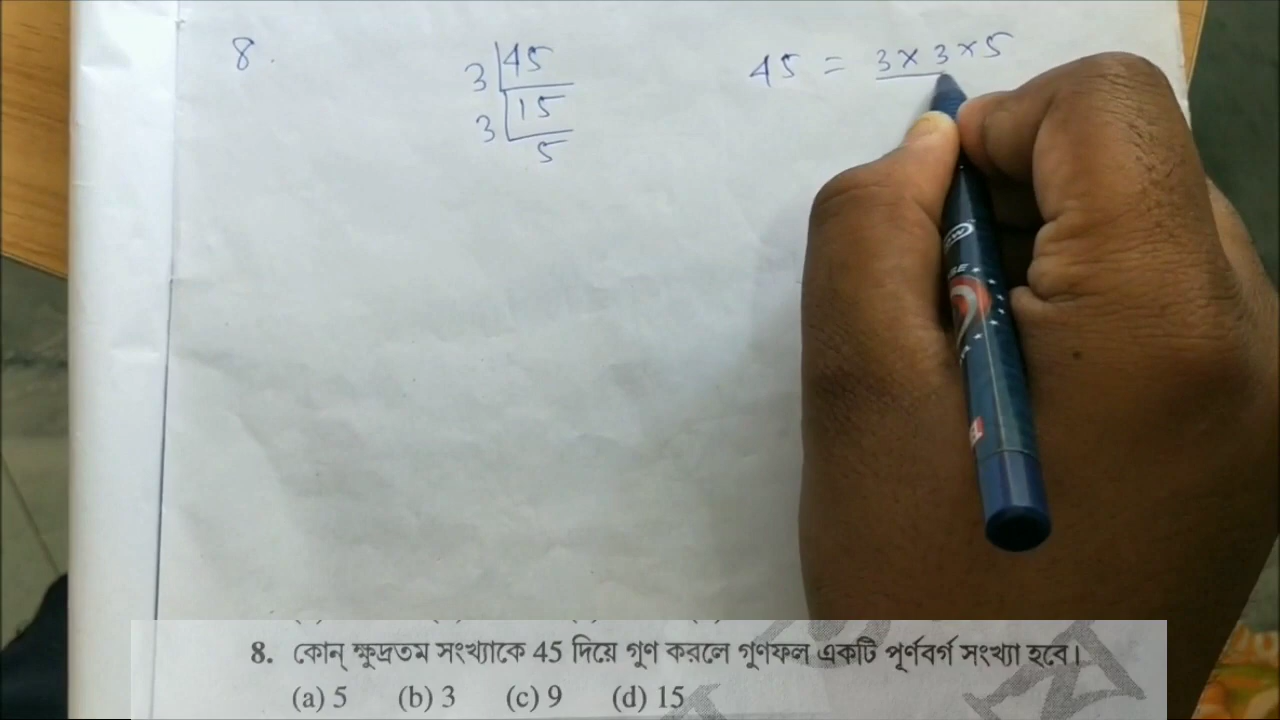 8.
3 45 45 = 3 × 3 × 5
3 15
5
8. কোন্ ক্ষুদ্রতম সংখ্যাকে 45 দিয়ে গুণ করলে গুণফল একটি পূর্ণবর্গ সংখ্যা হবে।
(a) 5 (b) 3 (c) 9 (d) 15